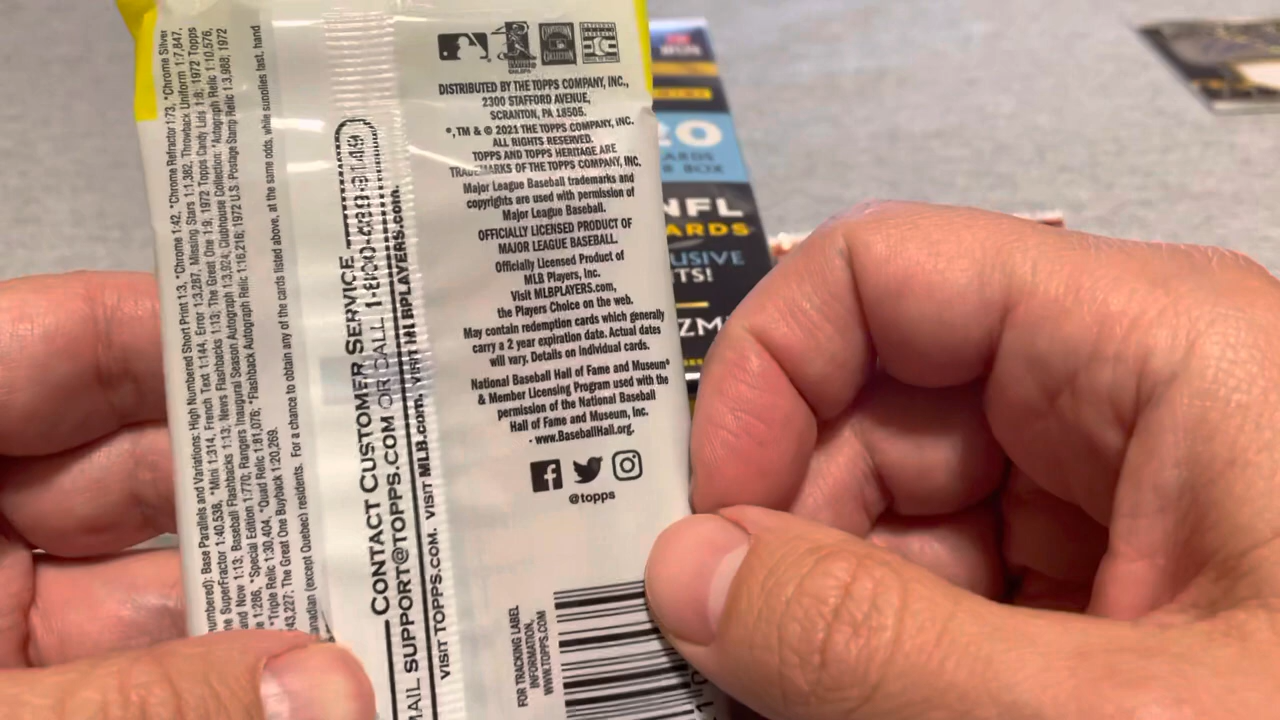 DISTRIBUTED BY THE TOPPS COMPANY, INC.,
2300 STAFFORD AVENUE,
SCRANTON, PA 18505.
®, TM & © 2021 THE TOPPS COMPANY, INC.
ALL RIGHTS RESERVED.
TOPPS AND TOPPS HERITAGE ARE
TRADEMARKS OF THE TOPPS COMPANY, INC.
Major League Baseball trademarks and
copyrights are used with permission of
Major League Baseball.
OFFICIALLY LICENSED PRODUCT OF
MAJOR LEAGUE BASEBALL.
Officially Licensed Product of
MLB Players, Inc.
Visit MLBPLAYERS.com,
the Players Choice on the web.
May contain redemption cards which generally
carry a 2 year expiration date. Actual dates
will vary. Details on individual cards.
National Baseball Hall of Fame and Museum®
& Member Licensing Program used with the
permission of the National Baseball
Hall of Fame and Museum, Inc.
- www.BaseballHall.org.
@topps
FOR TRACKING LABEL
INFORMATION,
WWW.TOPPS.COM
numbered): Base Parallels and Variations: High Numbered Short Print 1:3, *Chrome 1:42, *Chrome Refractor 1:73, *Chrome Silver
SuperFractor 1:40,538, *Mini 1:314, French Text 1:144, Error 1:3,287, Missing Stars 1:1,382, Throwback Uniform 1:7,847,
and Now 1:13; Baseball Flashbacks 1:13; News Flashbacks 1:13; The Great One 1:9; 1972 Topps Candy Lids 1:8; 1972 Topps
1:286, *Special Edition 1:770; Rangers Inaugural Season Autograph 1:3,924; Clubhouse Collection: *Autograph Relic 1:10,576,
*Triple Relic 1:30,404, *Quad Relic 1:81,076; *Flashback Autograph Relic 1:16,216; 1972 U.S. Postage Stamp Relic 1:3,988; 1972
43,227; The Great One Buyback 1:20,269.
anadian (except Quebec) residents. For a chance to obtain any of the cards listed above, at the same odds, while supplies last, hand
CONTACT CUSTOMER SERVICE
MAIL SUPPORT@TOPPS.COM OR CALL
VISIT TOPPS.COM. VISIT MLB.com. VISIT MLBPLAYERS.com.
20
CARDS
BOX
NFL
ARDS
USIVE
TS!